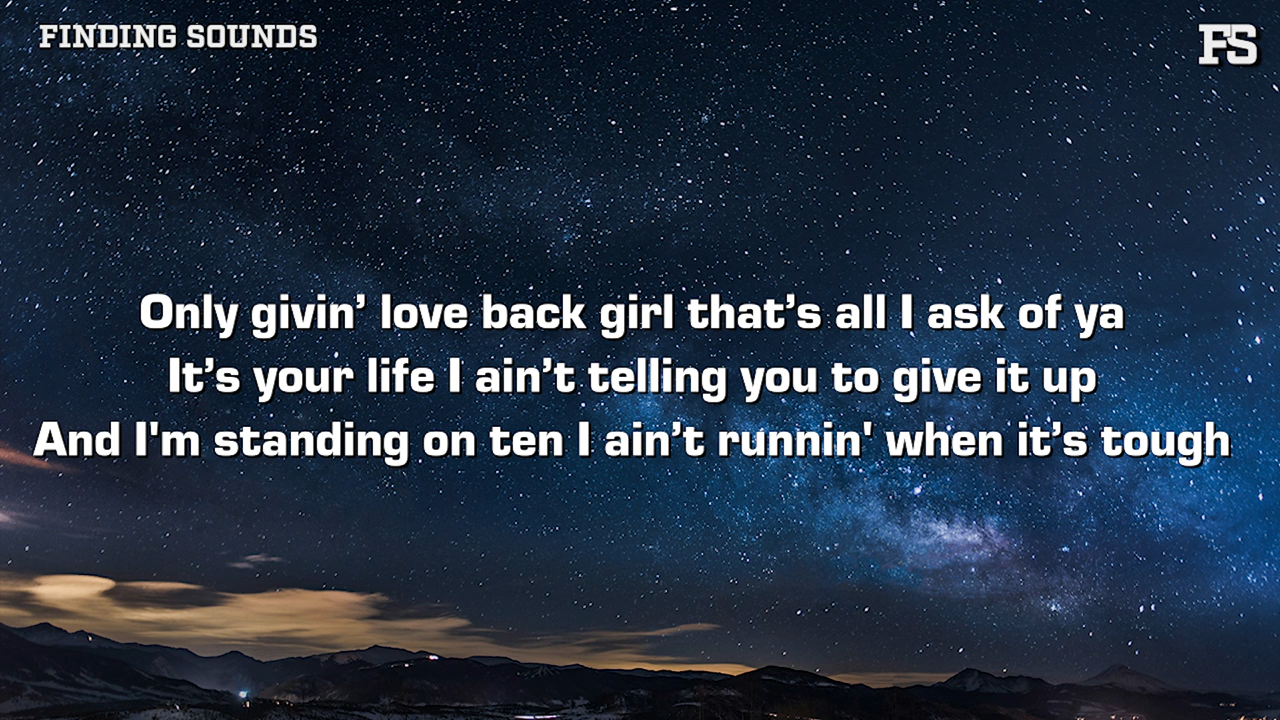 FINDING SOUNDS
FS
Only givin’ love back girl that’s all I ask of ya
It’s your life I ain’t telling you to give it up
And I'm standing on ten I ain’t runnin' when it’s tough